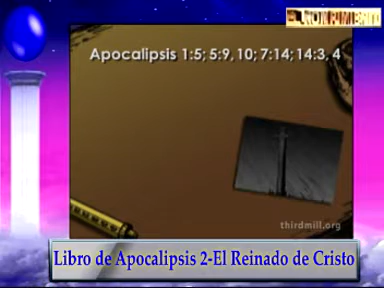 MONUMENTO
Apocalipsis 1:5; 5:9, 10; 7:14; 14:3, 4
thirdmill.org
Libro de Apocalipsis 2-El Reinado de Cristo